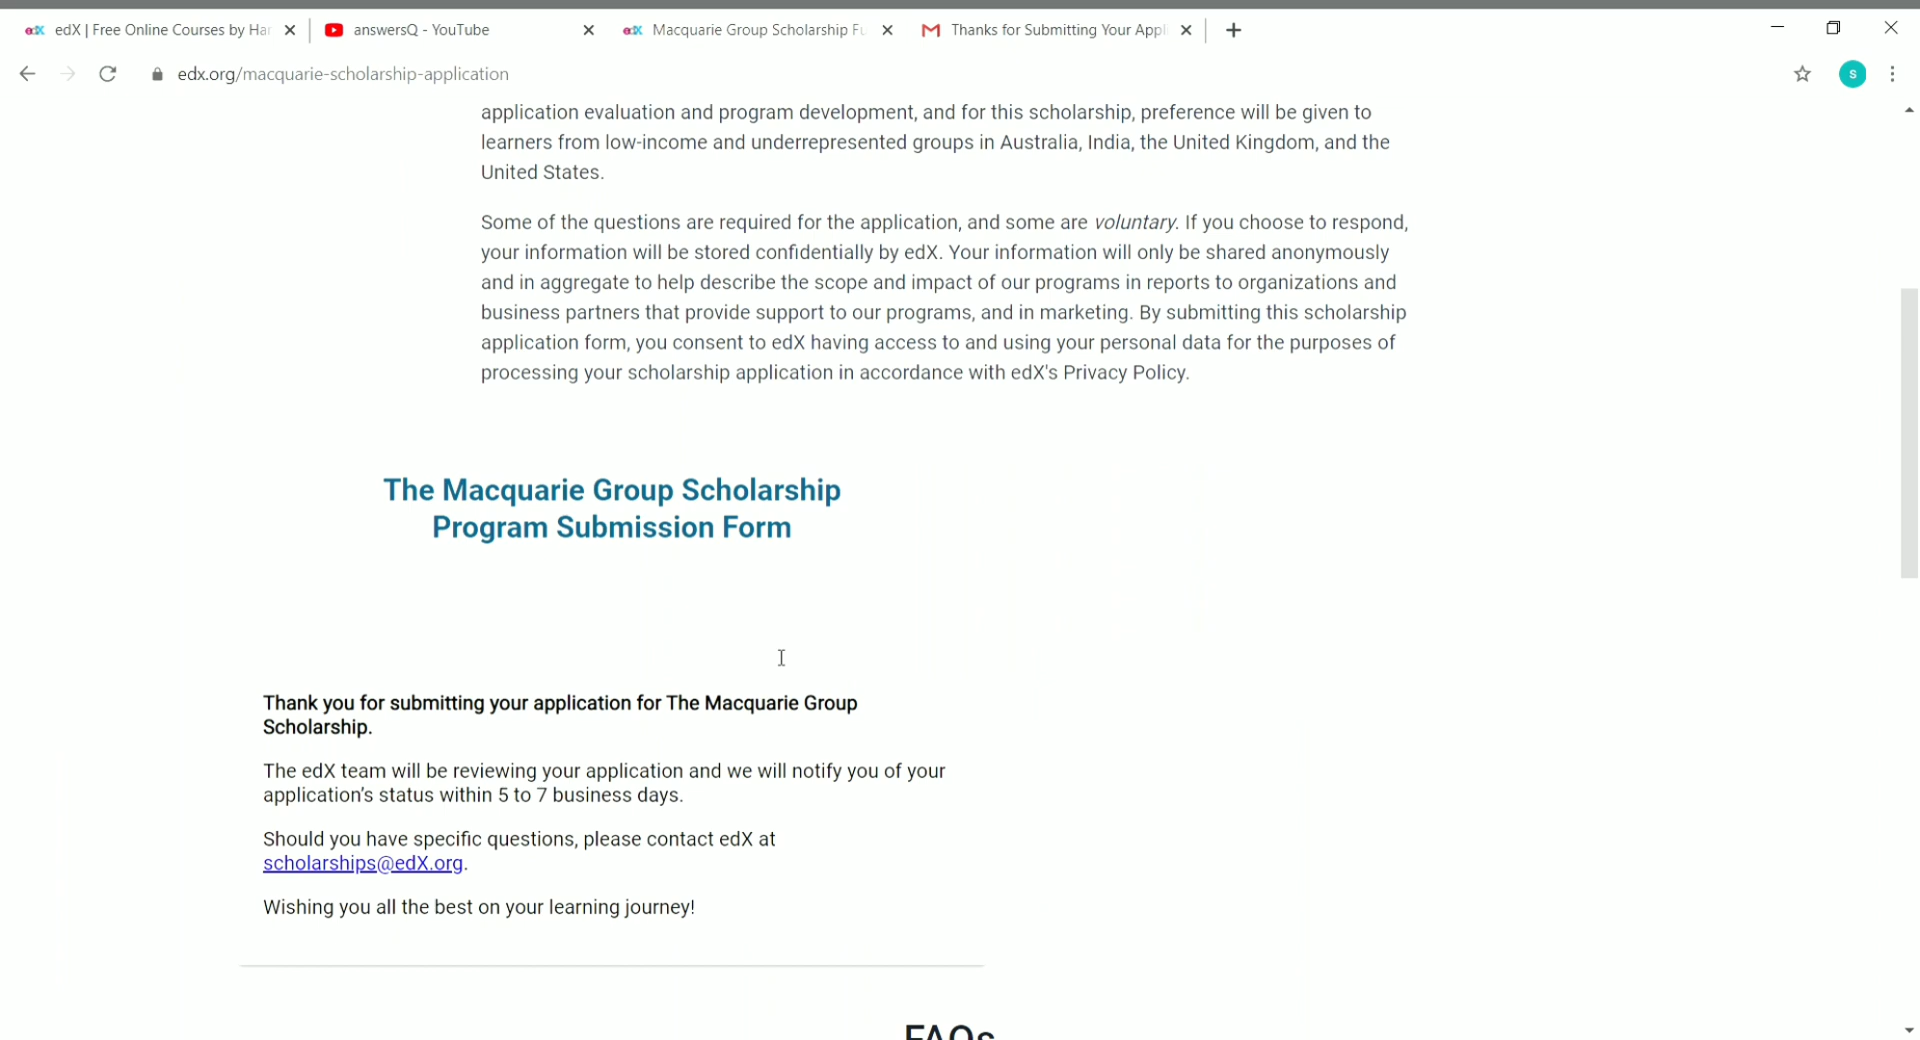 edX | Free Online Courses by Har
answersQ - YouTube
Macquarie Group Scholarship Fu
Thanks for Submitting Your Appli
edx.org/macquarie-scholarship-application
S
application evaluation and program development, and for this scholarship, preference will be given to
learners from low-income and underrepresented groups in Australia, India, the United Kingdom, and the
United States.
Some of the questions are required for the application, and some are voluntary. If you choose to respond,
your information will be stored confidentially by edX. Your information will only be shared anonymously
and in aggregate to help describe the scope and impact of our programs in reports to organizations and
business partners that provide support to our programs, and in marketing. By submitting this scholarship
application form, you consent to edX having access to and using your personal data for the purposes of
processing your scholarship application in accordance with edX's Privacy Policy.
The Macquarie Group Scholarship
Program Submission Form
Thank you for submitting your application for The Macquarie Group
Scholarship.
The edX team will be reviewing your application and we will notify you of your
application's status within 5 to 7 business days.
Should you have specific questions, please contact edX at
scholarships@edX.org.
Wishing you all the best on your learning journey!
FAQs